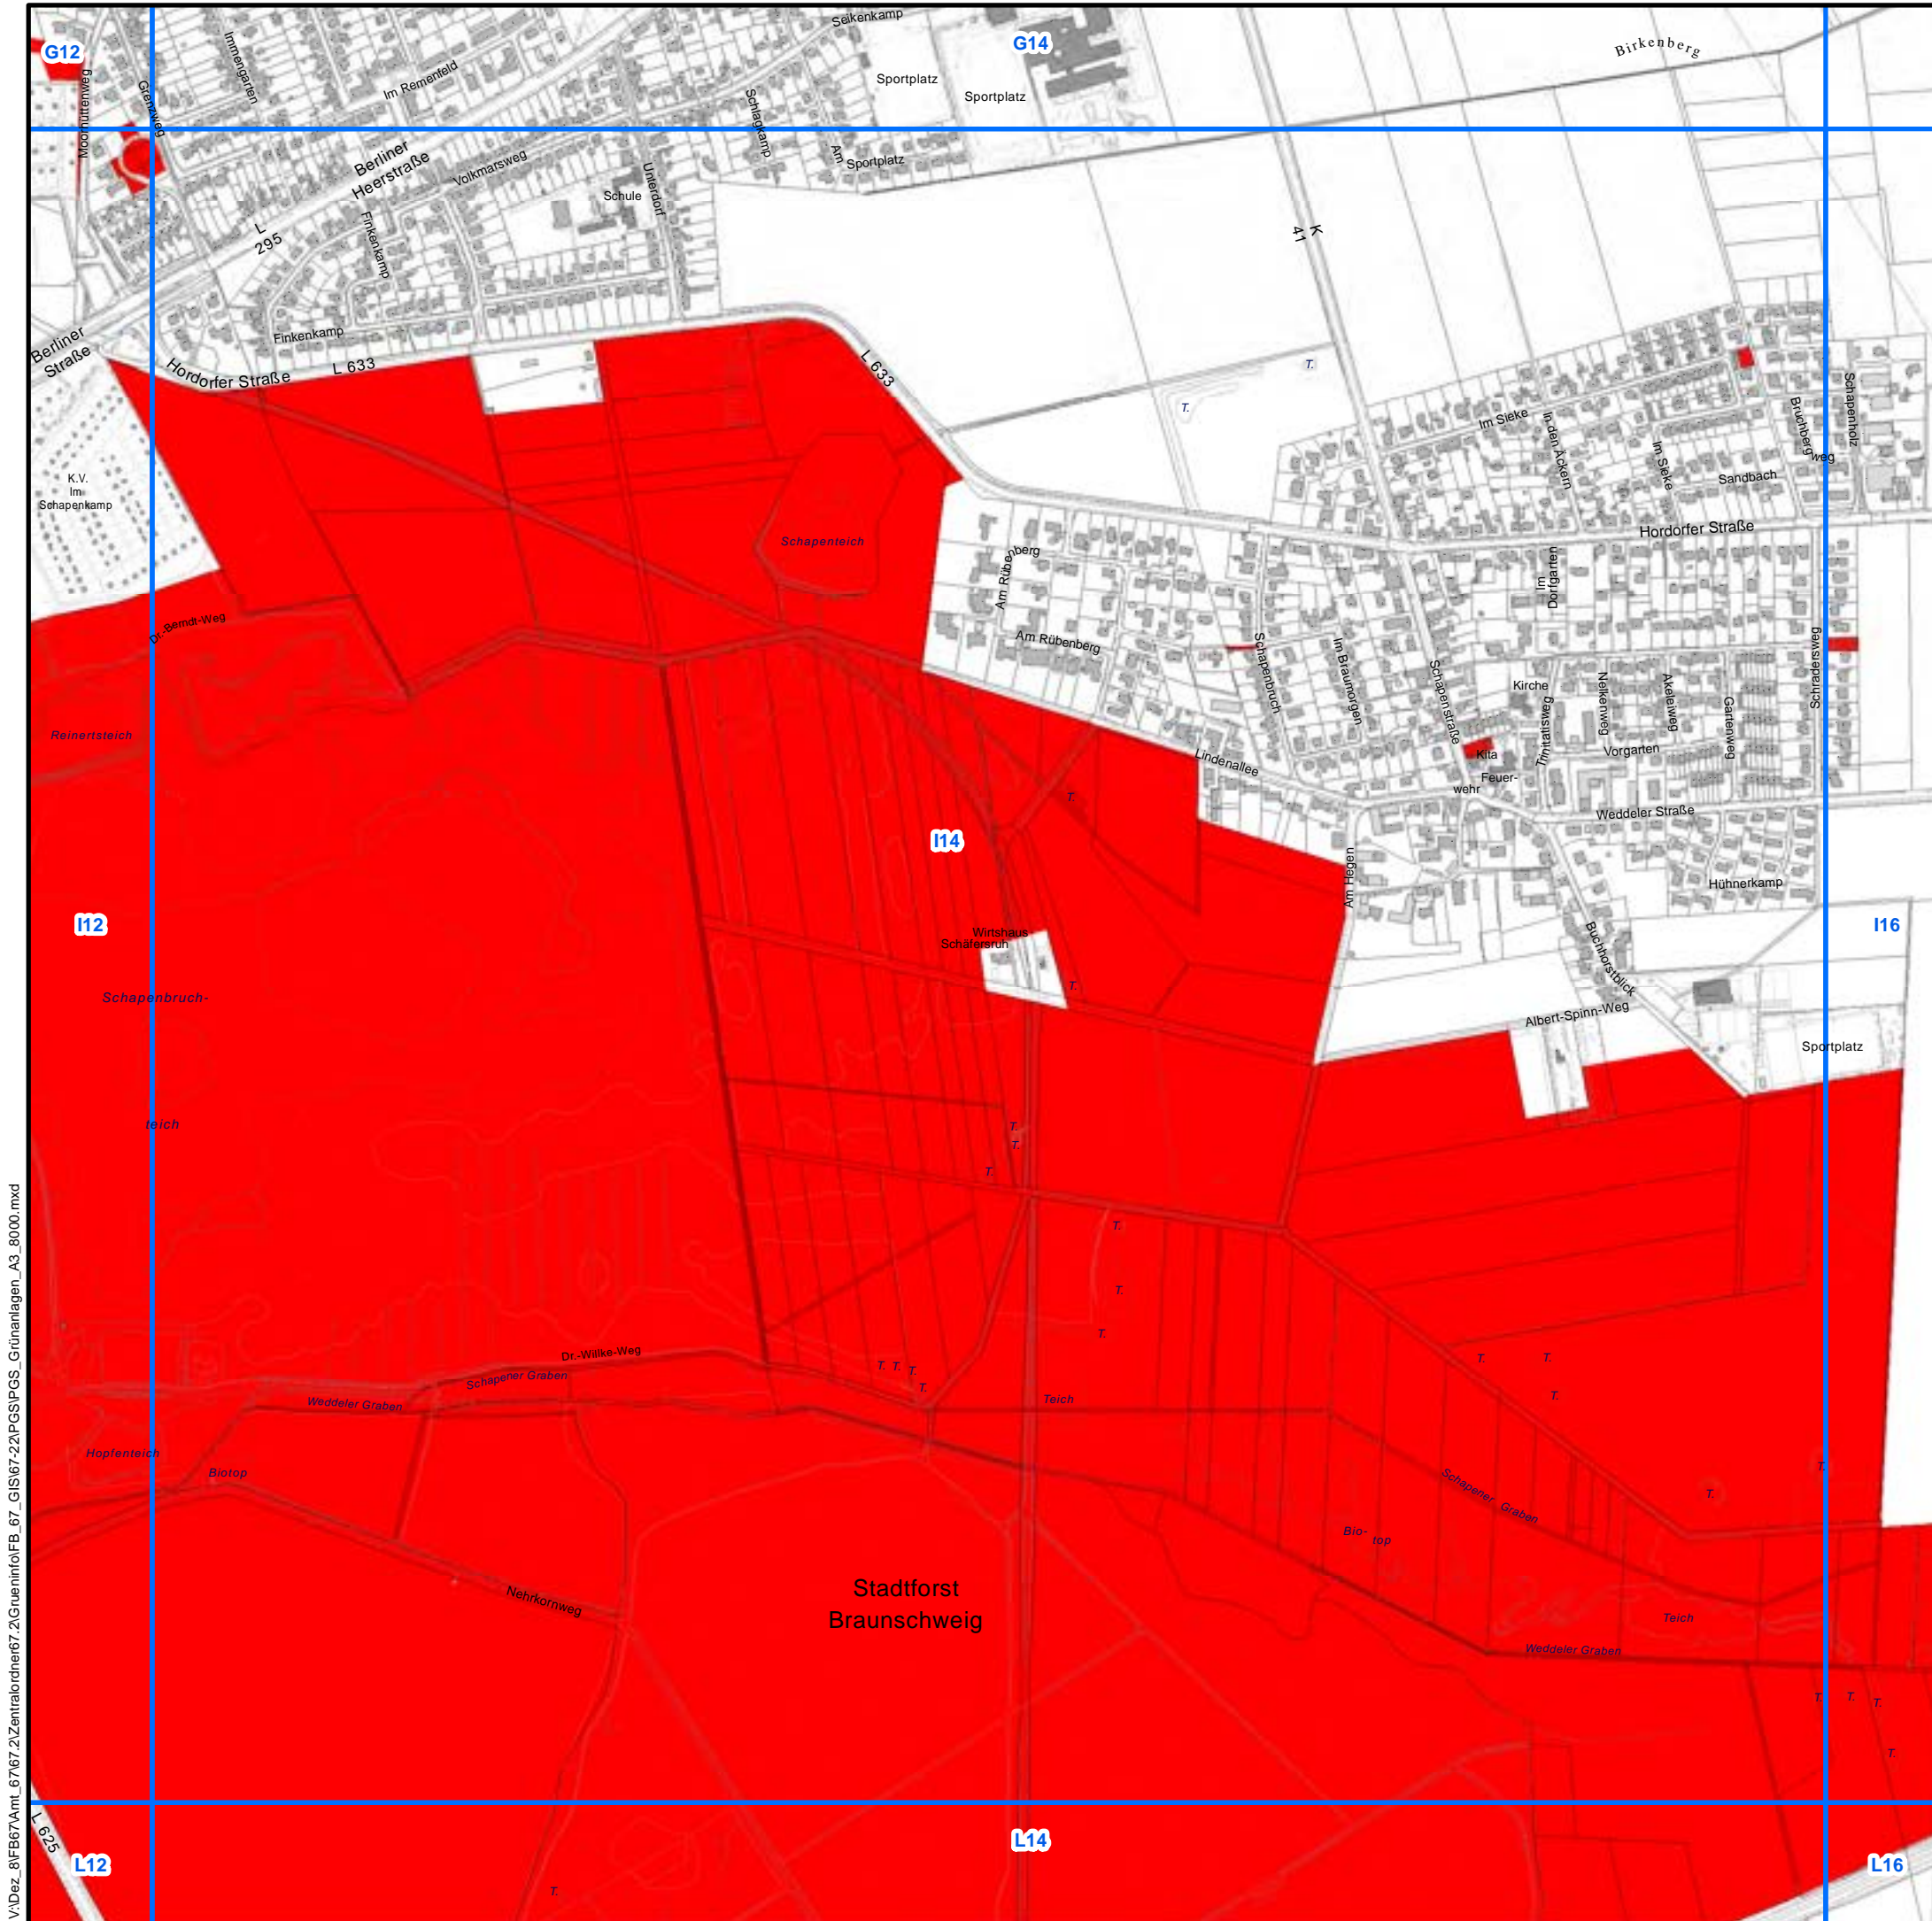 G12
G14
Seikenkamp
Birkenberg
Immengarten
Im Remenfeld
Sportplatz
Sportplatz
Moorhüttenweg
Grenzweg
Schlagkamp
Am
Sportplatz
Berliner
Heerstraße
Volkmarsweg
Schule
Unterdorf
L
295
Finkenkamp
K
41
Finkenkamp
Berliner
Straße
Hordorfer Straße
L 633
L 633
T.
T.
Im Sieke
In den Äckern
Im Sieke
Bruchberg
weg
Schapenholz
Sandbach
K.V.
Im
Schapenkamp
Hordorfer Straße
Schapenteich
Am Rübenberg
Im
Dorfgarten
Dr.-Berndt-Weg
Am Rübenberg
Schapenbruch
Im Braumorgen
Schapenstraße
Schradersweg
Kirche
Trinitatisweg
Nelkenweg
Akeleiweg
Gartenweg
Reinertsteich
Vorgarten
Kita
Lindenallee
Feuer-
wehr
T.
Weddeler Straße
I14
Am Hegen
Hühnerkamp
I12
I16
Wirtshaus
Schäfersruh
Buchhorstblick
T.
Schapenbruch-
teich
Albert-Spinn-Weg
Sportplatz
T.
T.
T.
T.
T.
T.
Dr.-Willke-Weg
Schapener Graben
T.
T.
T.
T.
T.
T.
T.
Weddeler Graben
Teich
Hopfenteich
Biotop
T.
T.
Schapener Graben
Bio-
top
Nehrkornweg
Stadtforst
Braunschweig
Teich
Weddeler Graben
T.
T.
T.
T.
L 625
L12
L14
L16
T.
V:\Dez_8\FB67\Amt_67\67.2\Zentralordner67.2\Grueninfo\FB_67_GIS\67-22\PGS\PGS_Grünanlagen_A3_8000.mxd